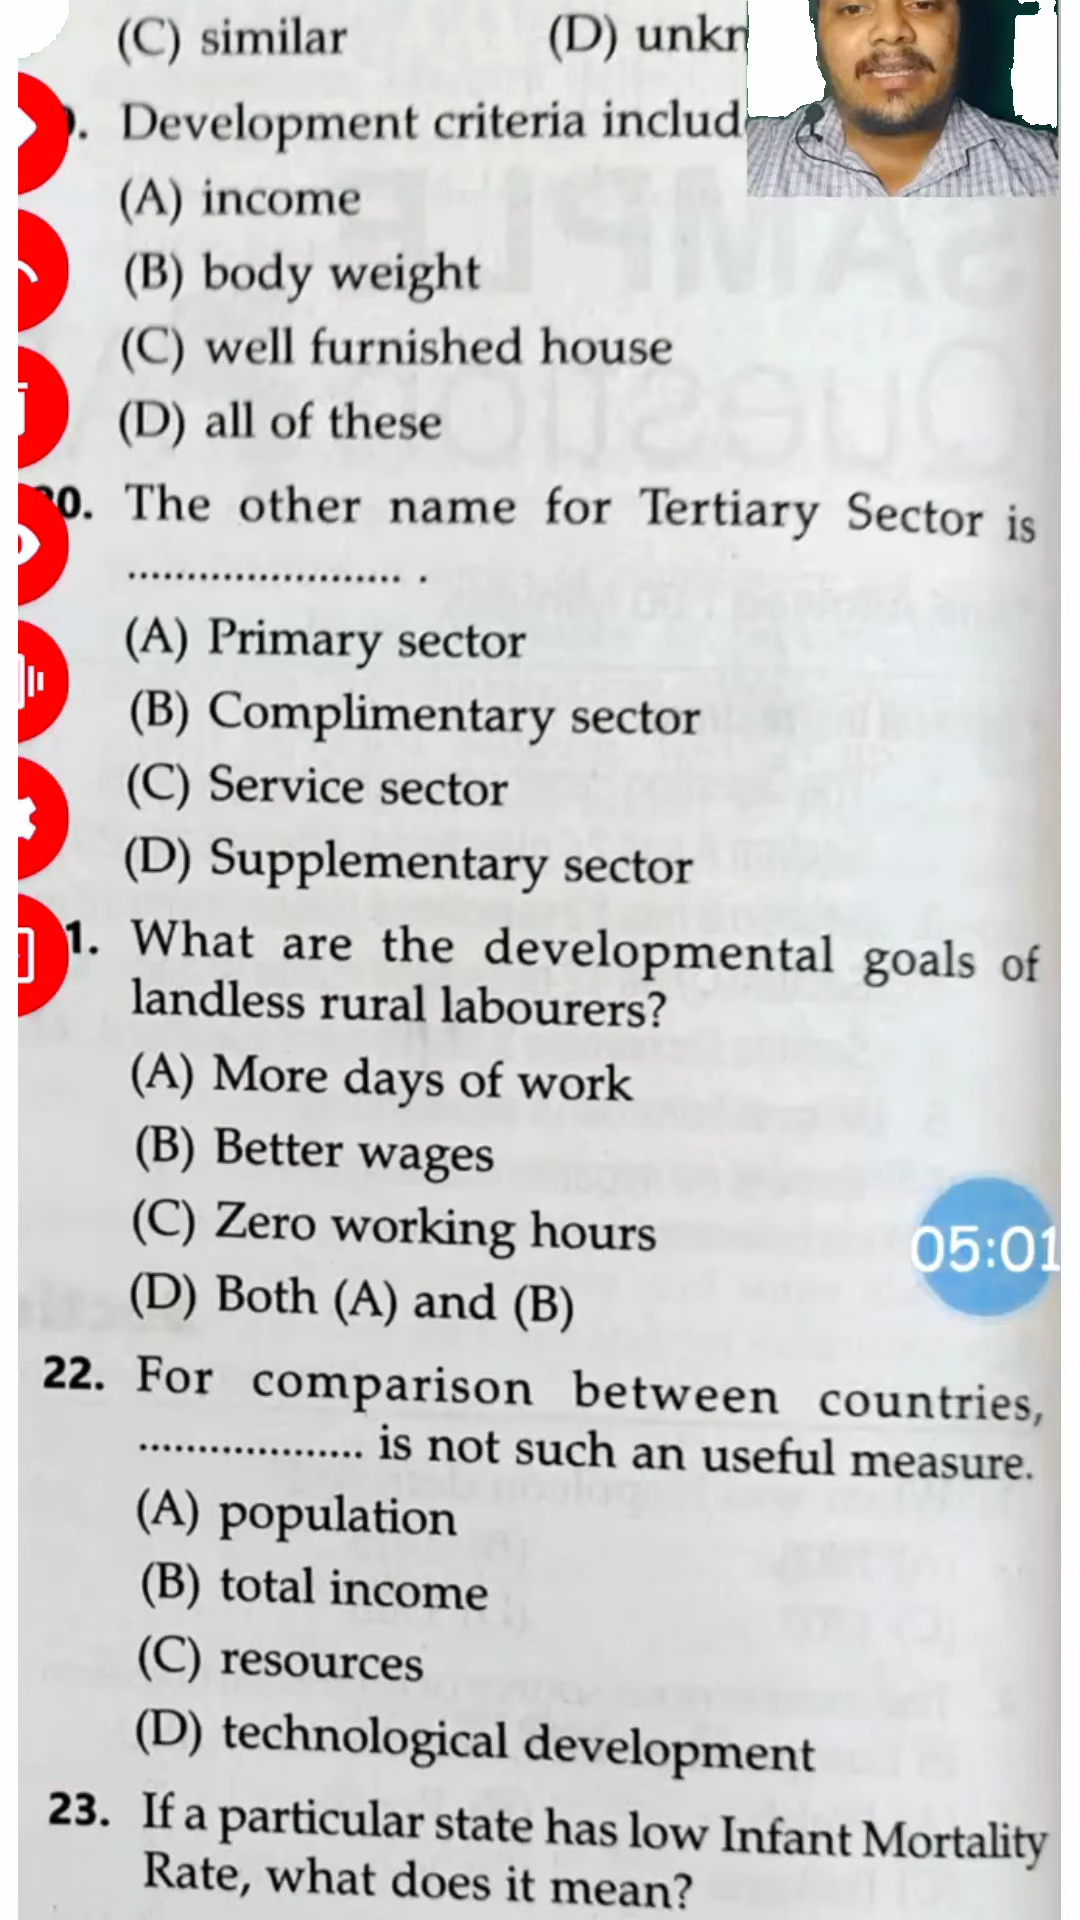 (C) similar (D)
Development criteria
(A) income
(B) body weight
(C) well furnished house
(D) all of these
0. The other name for Tertiary Sector is
........................ .
(A) Primary sector
(B) Complimentary sector
(C) Service sector
(D) Supplementary sector
1. What are the developmental goals of
landless rural labourers?
(A) More days of work
(B) Better wages
(C) Zero working hours
05:01
(D) Both (A) and (B)
22. For comparison between countries,
................... is not such an useful measure.
(A) population
(B) total income
(C) resources
(D) technological development
23. If a particular state has low Infant Mortality
Rate, what does it mean?